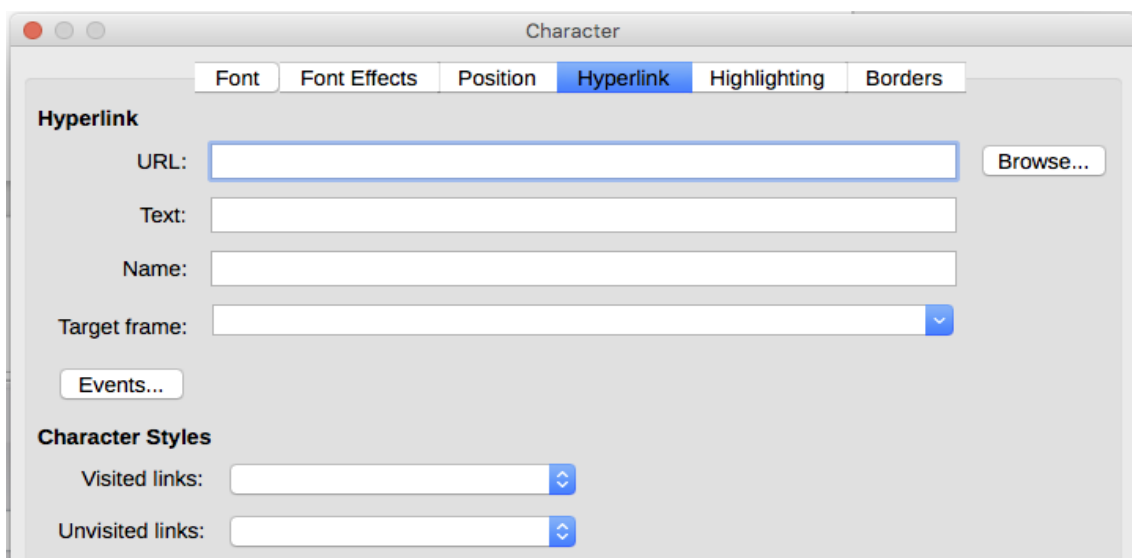 Character
Font Font Effects Position Hyperlink Highlighting Borders
Hyperlink
URL: Browse...
Text:
Name:
Target frame:
Events...
Character Styles
Visited links:
Unvisited links: